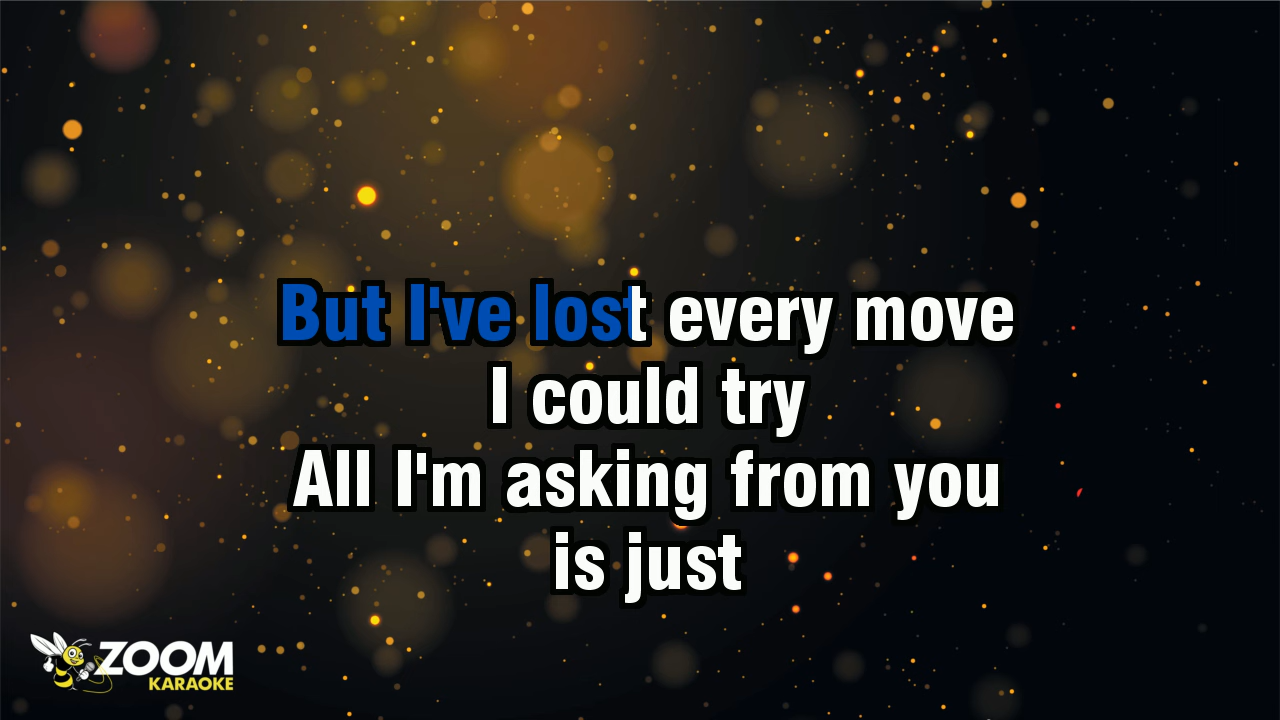 But I've lost every move
I could try
All I'm asking from you
is just
ZOOM
KARAOKE